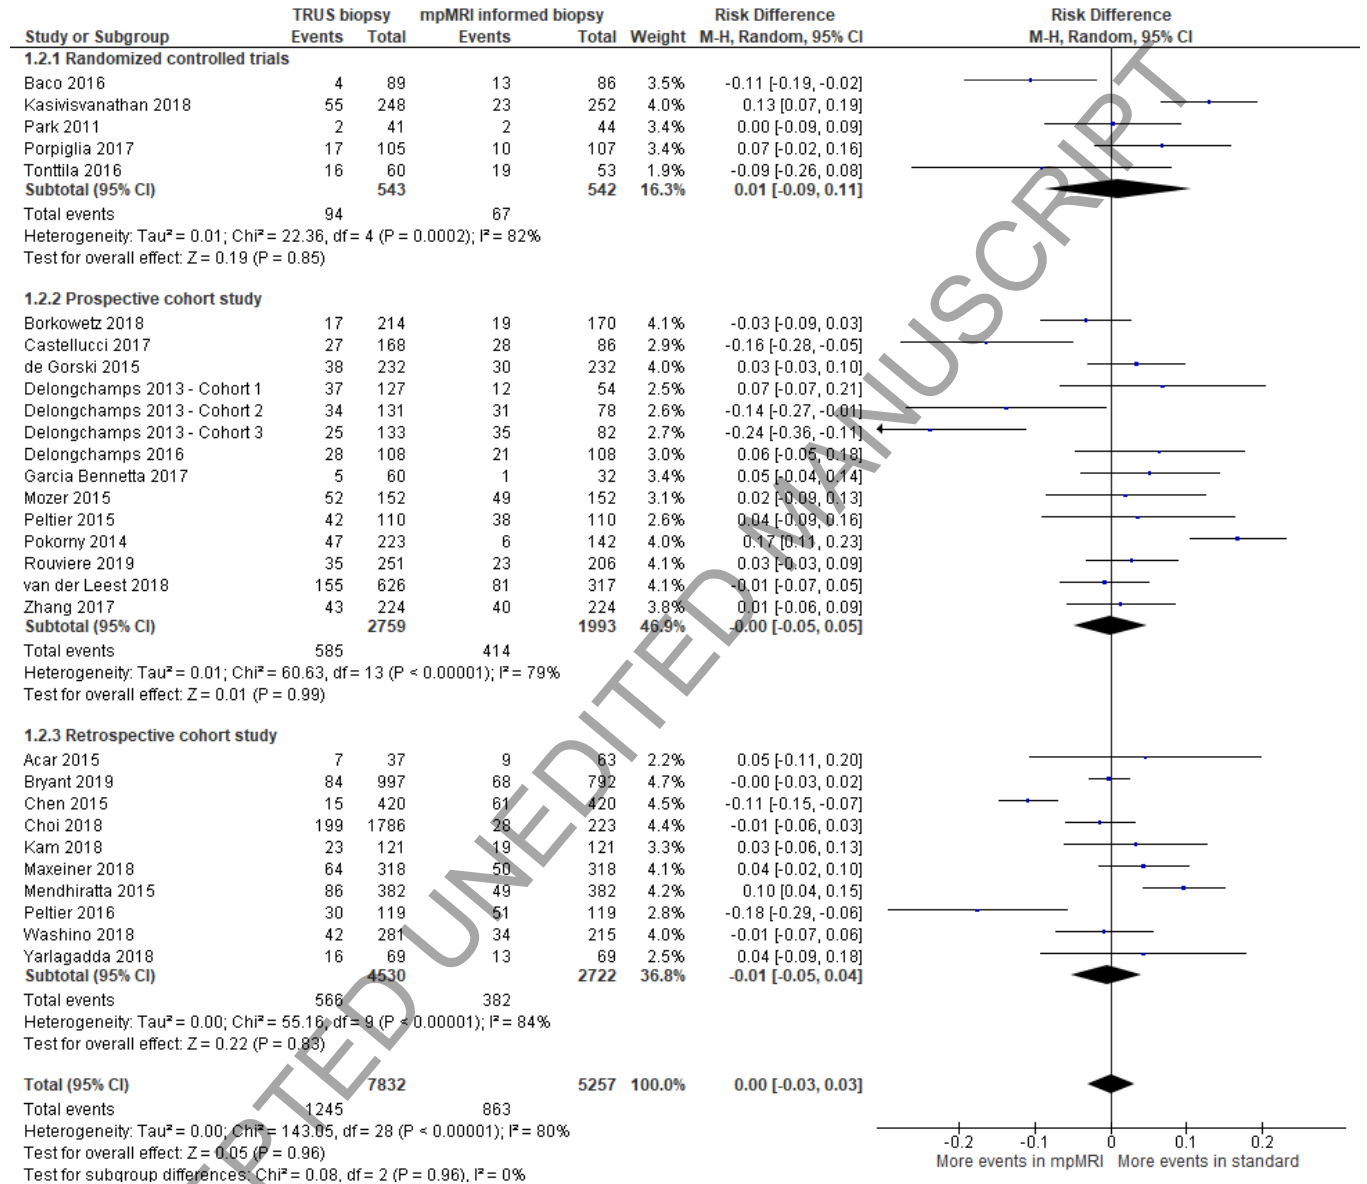 TRUS biopsy mpMRI informed biopsy Risk Difference Risk Difference
Study or Subgroup Events Total Events Total Weight M-H, Random, 95% CI M-H, Random, 95% CI
1.2.1 Randomized controlled trials
Baco 2016 4 89 13 86 3.5% -0.11 [-0.19, -0.02]
Kasivisvanathan 2018 55 248 23 252 4.0% 0.13 [0.07, 0.19]
Park 2011 2 41 2 44 3.4% 0.00 [-0.09, 0.09]
Porpiglia 2017 17 105 10 107 3.4% 0.07 [-0.02, 0.16]
Tonttila 2016 16 60 19 53 1.9% -0.09 [-0.26, 0.08]
Subtotal (95% CI) 543 542 16.3% 0.01 [-0.09, 0.11]
Total events 94 67
Heterogeneity: Tau² = 0.01; Chi² = 22.36, df = 4 (P = 0.0002); I² = 82%
Test for overall effect: Z = 0.19 (P = 0.85)
1.2.2 Prospective cohort study
Borkowetz 2018 17 214 19 170 4.1% -0.03 [-0.09, 0.03]
Castellucci 2017 27 168 28 86 2.9% -0.16 [-0.28, -0.05]
de Gorski 2015 38 232 30 232 4.0% 0.03 [-0.03, 0.10]
Delongchamps 2013 - Cohort 1 37 127 12 54 2.5% 0.07 [-0.07, 0.21]
Delongchamps 2013 - Cohort 2 34 131 31 78 2.6% -0.14 [-0.27, -0.01]
Delongchamps 2013 - Cohort 3 25 133 35 82 2.7% -0.24 [-0.36, -0.11]
Delongchamps 2016 28 108 21 108 3.0% 0.06 [-0.05, 0.18]
Garcia Bennetta 2017 5 60 1 32 3.4% 0.05 [-0.04, 0.14]
Mozer 2015 52 152 49 152 3.1% 0.02 [-0.09, 0.13]
Peltier 2015 42 110 38 110 2.6% 0.04 [-0.09, 0.16]
Pokorny 2014 47 223 6 142 4.0% 0.17 [0.11, 0.23]
Rouviere 2019 35 251 23 206 4.1% 0.03 [-0.03, 0.09]
van der Leest 2018 155 626 81 317 4.1% -0.01 [-0.07, 0.05]
Zhang 2017 43 224 40 224 3.8% 0.01 [-0.06, 0.09]
Subtotal (95% CI) 2759 1993 46.9% -0.00 [-0.05, 0.05]
Total events 585 414
Heterogeneity: Tau² = 0.01; Chi² = 60.63, df = 13 (P < 0.00001); I² = 79%
Test for overall effect: Z = 0.01 (P = 0.99)
1.2.3 Retrospective cohort study
Acar 2015 7 37 9 63 2.2% 0.05 [-0.11, 0.20]
Bryant 2019 84 997 68 792 4.7% -0.00 [-0.03, 0.02]
Chen 2015 15 420 61 420 4.5% -0.11 [-0.15, -0.07]
Choi 2018 199 1786 28 223 4.4% -0.01 [-0.06, 0.03]
Kam 2018 23 121 19 121 3.3% 0.03 [-0.06, 0.13]
Maxeiner 2018 64 318 50 318 4.1% 0.04 [-0.02, 0.10]
Mendhiratta 2015 86 382 49 382 4.2% 0.10 [0.04, 0.15]
Peltier 2016 30 119 51 119 2.8% -0.18 [-0.29, -0.06]
Washino 2018 42 281 34 215 4.0% -0.01 [-0.07, 0.06]
Yarlagadda 2018 16 69 13 69 2.5% 0.04 [-0.09, 0.18]
Subtotal (95% CI) 4530 2722 36.8% -0.01 [-0.05, 0.04]
Total events 566 382
Heterogeneity: Tau² = 0.00; Chi² = 55.16, df = 9 (P < 0.00001); I² = 84%
Test for overall effect: Z = 0.22 (P = 0.83)
Total (95% CI) 7832 5257 100.0% 0.00 [-0.03, 0.03]
Total events 1245 863
Heterogeneity: Tau² = 0.00; Chi² = 143.05, df = 28 (P < 0.00001); I² = 80%
Test for overall effect: Z = 0.05 (P = 0.96)
Test for subgroup differences: Chi² = 0.08, df = 2 (P = 0.96), I² = 0%
-0.2 -0.1 0 0.1 0.2
More events in mpMRI More events in standard
EPTED UNEDITED MANUSCRIPT